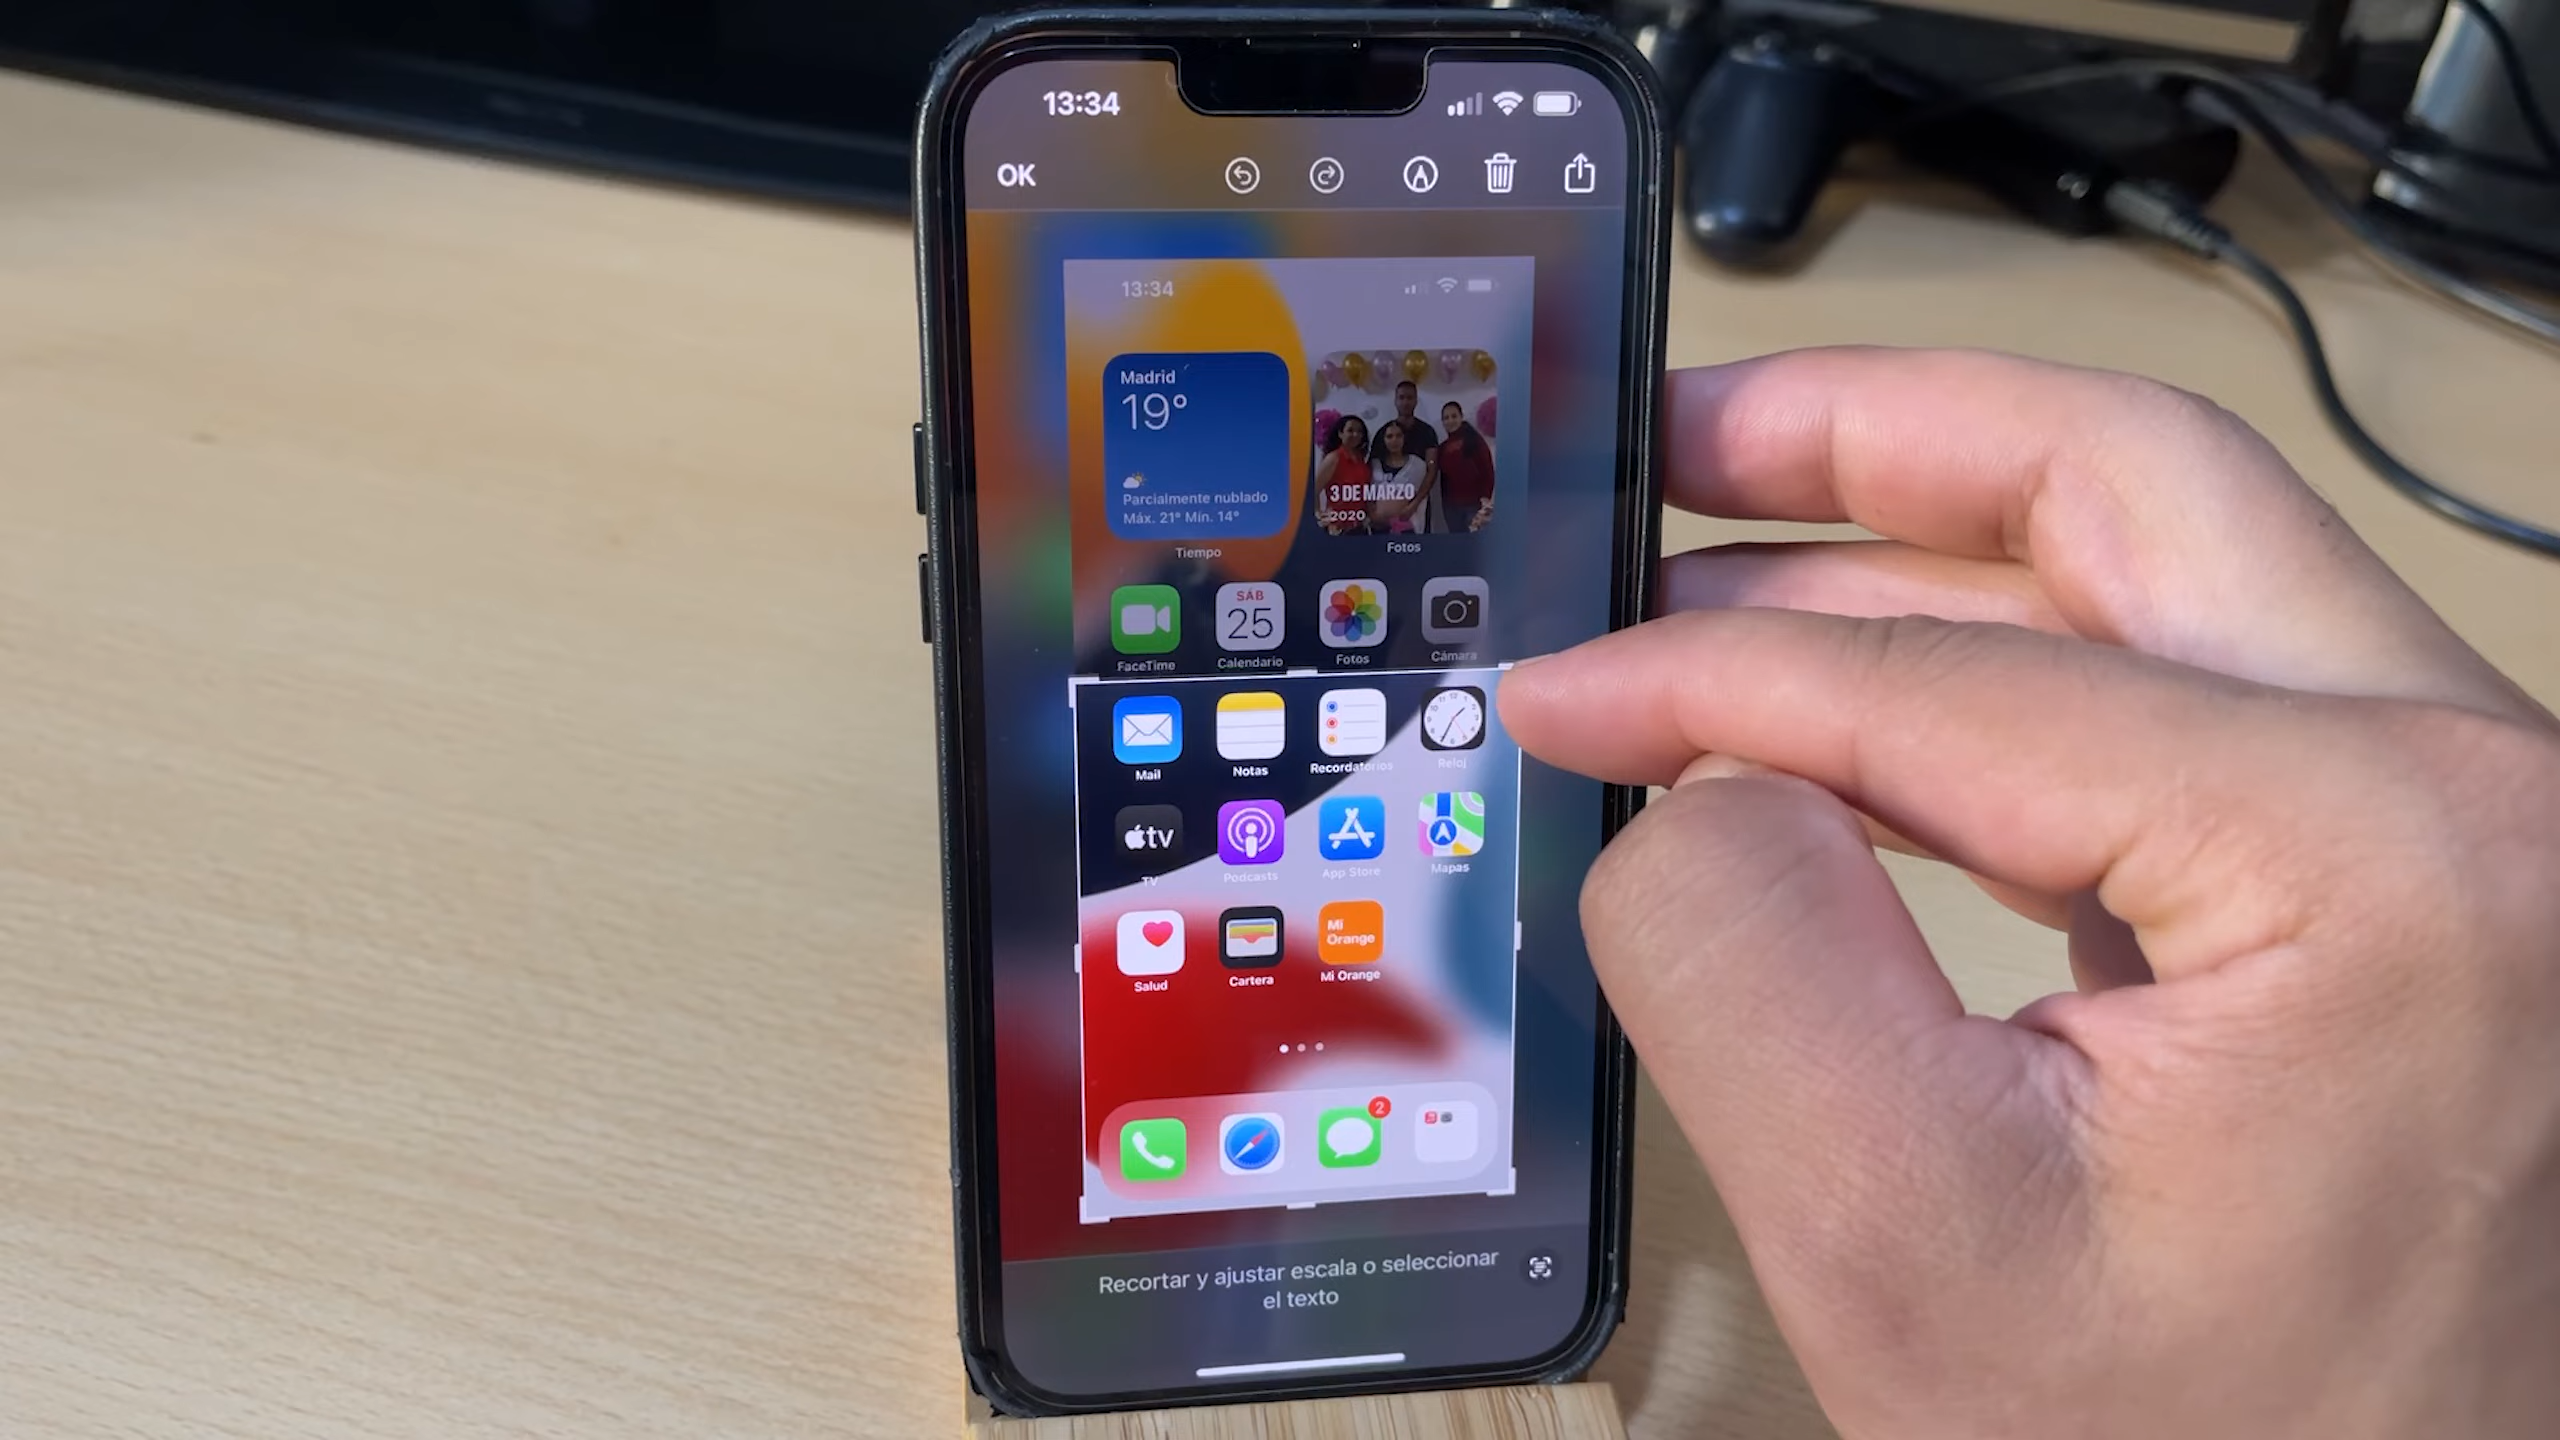 13:34
OK
13:34
Madrid
19°
Parcialmente nublado
Máx. 21° Mín. 14°
Tiempo
3 DE MARZO
2020
Fotos
FaceTime
SÁB
25
Calendario
Fotos
Cámara
Mail
Notas
Recordatorios
Reloj
tv
TV
Podcasts
App Store
Mapas
Salud
Cartera
Mi
Orange
Mi Orange
2
Recortar y ajustar escala o seleccionar
el texto